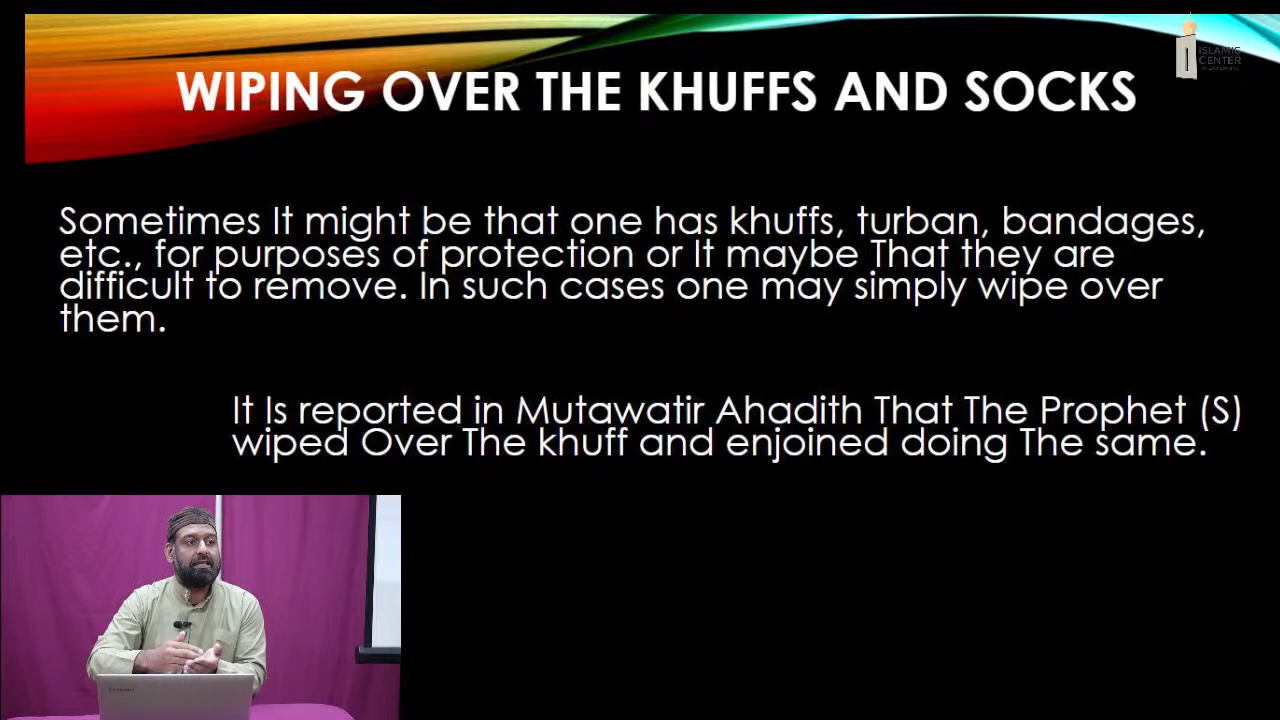 ISLAMIC
CENTER
WIPING OVER THE KHUFFS AND SOCKS
Sometimes It might be that one has khuffs, turban, bandages,
etc., for purposes of protection or It maybe That they are
difficult to remove. In such cases one may simply wipe over
them.
It Is reported in Mutawatir Ahadith That The Prophet (S)
wiped Over The khuff and enjoined doing The same.